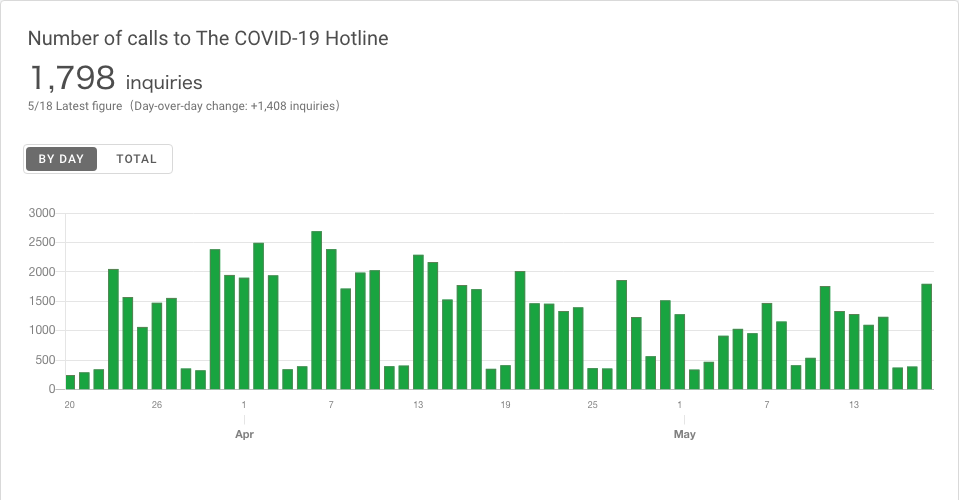 Number of calls to The COVID-19 Hotline
1,798 inquiries
5/18 Latest figure（Day-over-day change: +1,408 inquiries）
BY DAY TOTAL
3000
2500
2000
1500
1000
500
0
20 26 1 7 13 19 25 1 7 13
Apr May